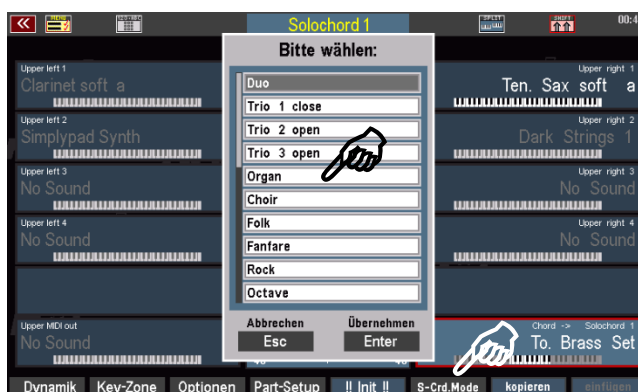 MENU
Solochord 1
SPLIT
SHIFT
00:4
Bitte wählen:
Upper left 1
Clarinet soft a
Upper left 2
Simplypad Synth
Upper left 3
No Sound
Upper left 4
No Sound
Upper MIDI out
No Sound
Duo
Trio 1 close
Trio 2 open
Trio 3 open
Organ
Choir
Folk
Fanfare
Rock
Octave
Abbrechen
Übernehmen
Esc
Enter
Upper right 1
Ten. Sax soft a
Upper right 2
Dark Strings 1
Upper right 3
No Sound
Upper right 4
No Sound
Chord -> Solochord 1
To. Brass Set
Dynamik
Key-Zone
Optionen
Part-Setup
!! Init !!
S-Crd.Mode
kopieren
einfügen